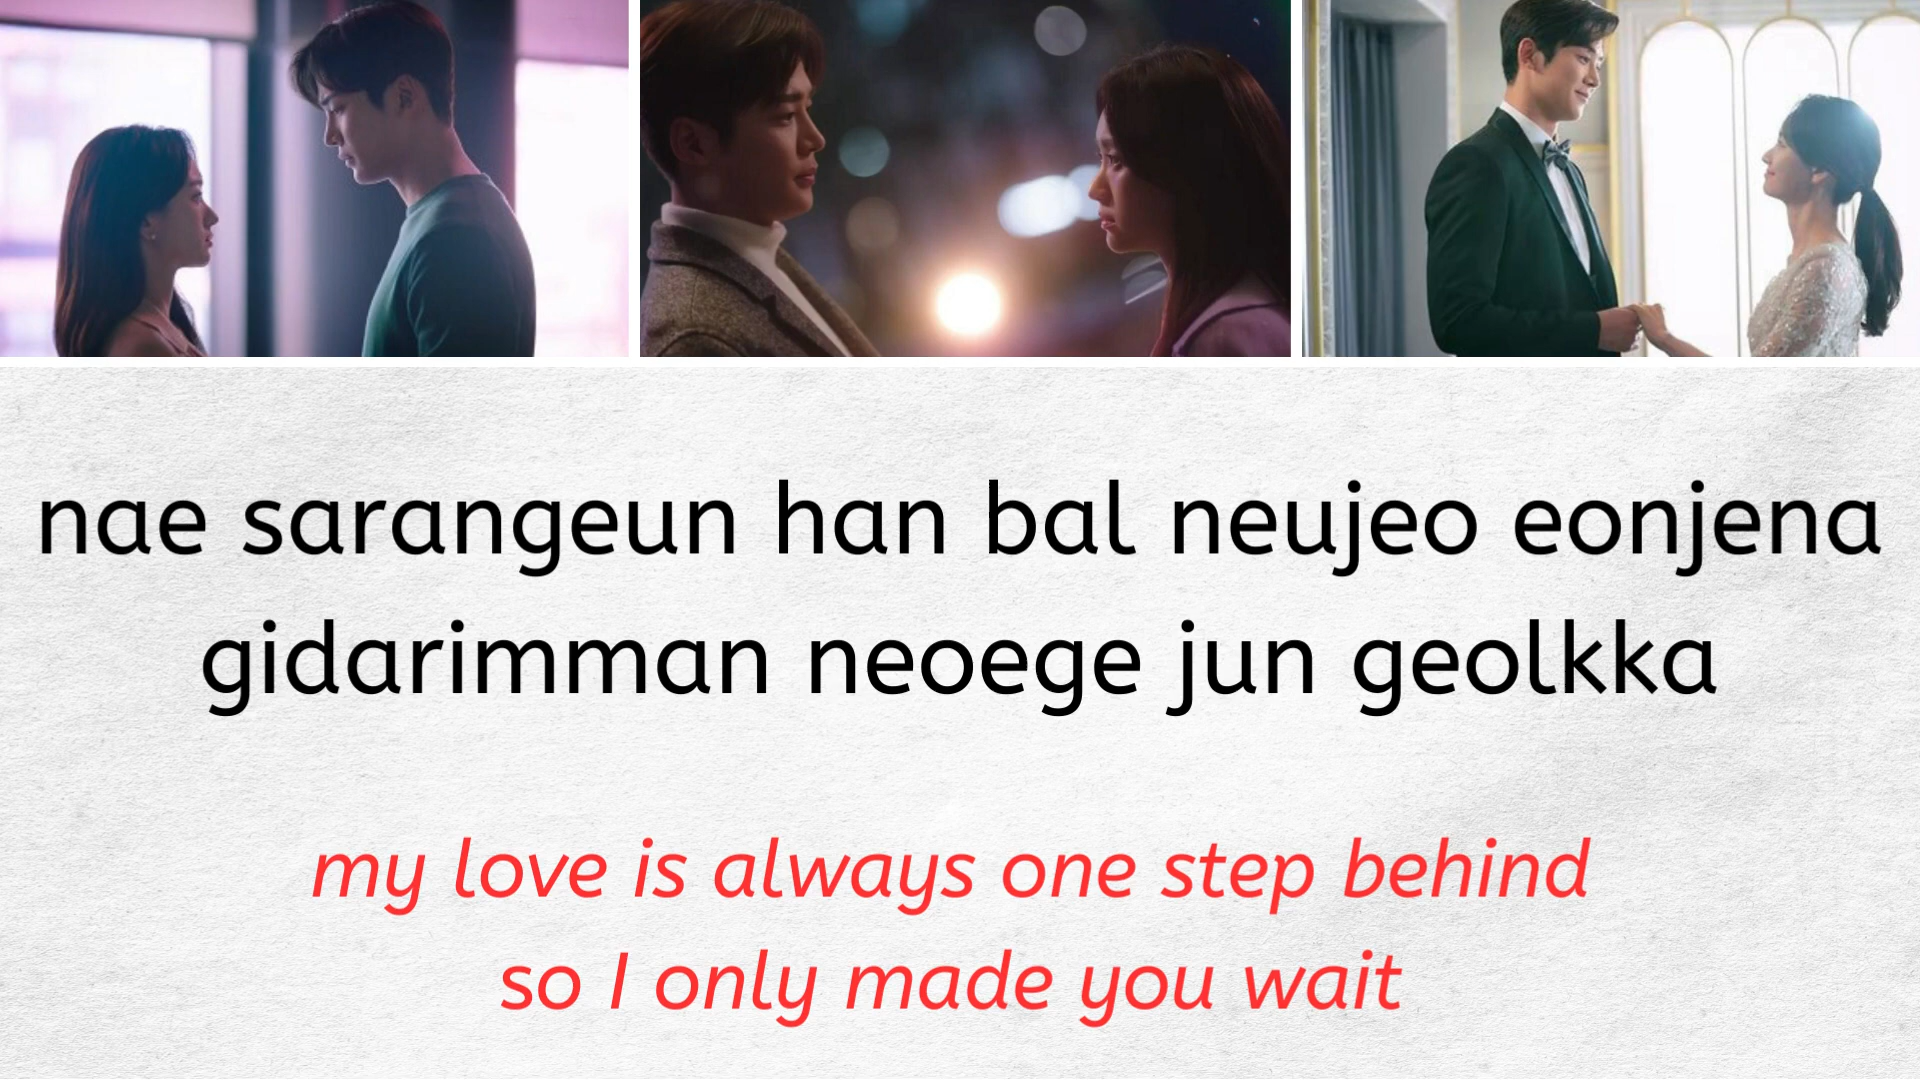 nae sarangeun han bal neujeo eonjena
gidarimman neoege jun geolkka
my love is always one step behind
so I only made you wait